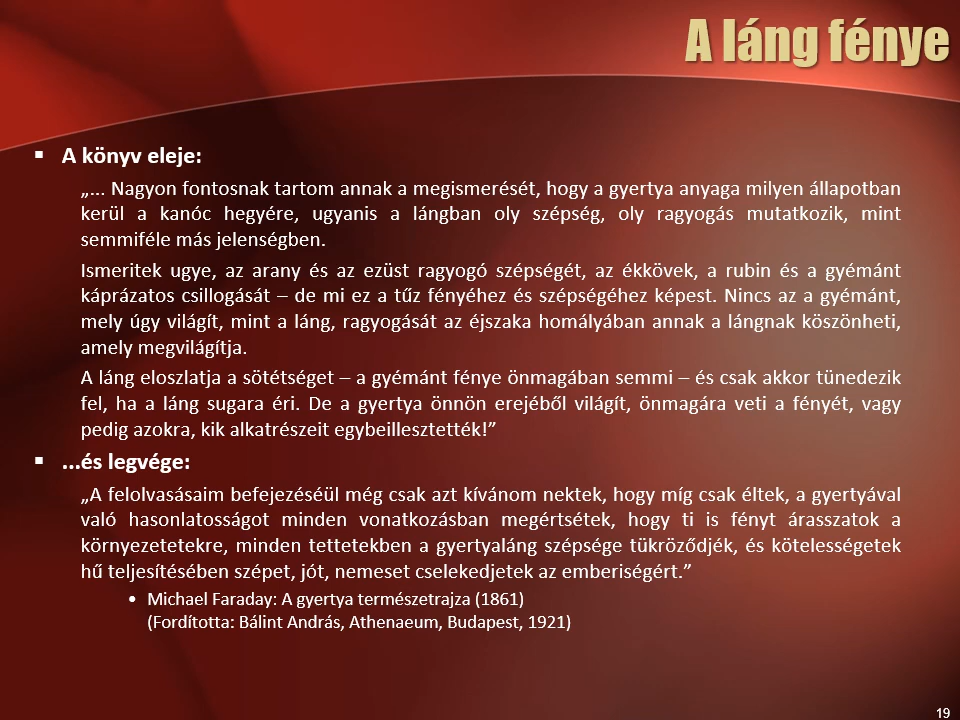 A láng fénye
▪ A könyv eleje:
„... Nagyon fontosnak tartom annak a megismerését, hogy a gyertya anyaga milyen állapotban
kerül a kanóc hegyére, ugyanis a lángban oly szépség, oly ragyogás mutatkozik, mint
semmiféle más jelenségben.
Ismeritek ugye, az arany és az ezüst ragyogó szépségét, az ékkövek, a rubin és a gyémánt
káprázatos csillogását – de mi ez a tűz fényéhez és szépségéhez képest. Nincs az a gyémánt,
mely úgy világít, mint a láng, ragyogását az éjszaka homályában annak a lángnak köszönheti,
amely megvilágítja.
A láng eloszlatja a sötétséget – a gyémánt fénye önmagában semmi – és csak akkor tünedezik
fel, ha a láng sugara éri. De a gyertya önnön erejéből világít, önmagára veti a fényét, vagy
pedig azokra, kik alkatrészeit egybeillesztették!”
▪ ...és legvége:
„A felolvasásaim befejezéséül még csak azt kívánom nektek, hogy míg csak éltek, a gyertyával
való hasonlatosságot minden vonatkozásban megértsétek, hogy ti is fényt árasszatok a
környezetetekre, minden tettetekben a gyertyaláng szépsége tükröződjék, és kötelességetek
hű teljesítésében szépet, jót, nemeset cselekedjetek az emberiségért.”
• Michael Faraday: A gyertya természetrajza (1861)
(Fordította: Bálint András, Athenaeum, Budapest, 1921)
19